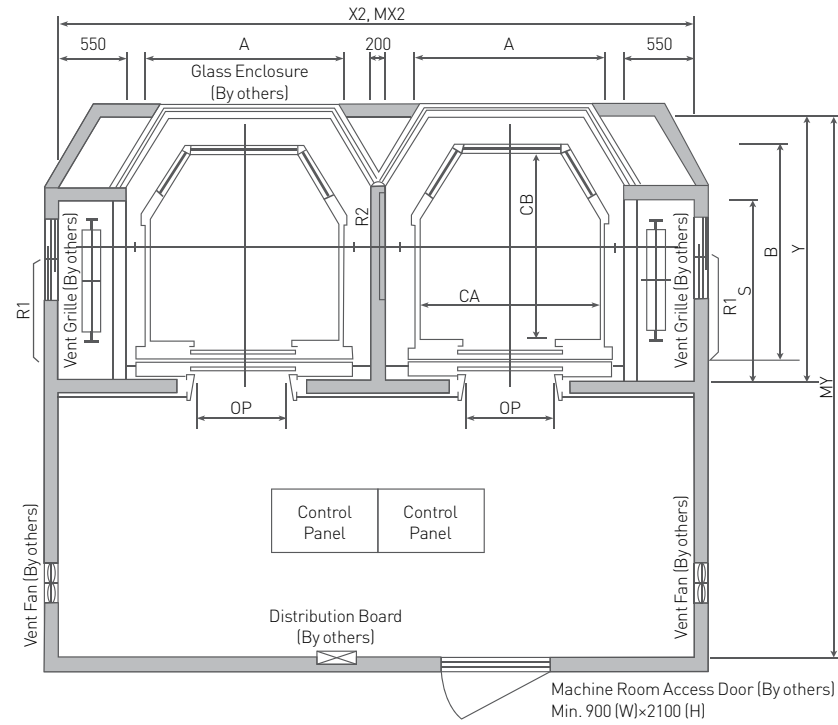 X2, MX2
550
A
200
A
550
Glass Enclosure
(By others)
R2
CB
B
Y
S
CA
Vent Grille (By others)
Vent Grille (By others)
R1
R1
MY
OP
OP
Control
Panel
Control
Panel
Vent Fan (By others)
Vent Fan (By others)
Distribution Board
(By others)
Machine Room Access Door (By others)
Min. 900 (W)×2100 (H)